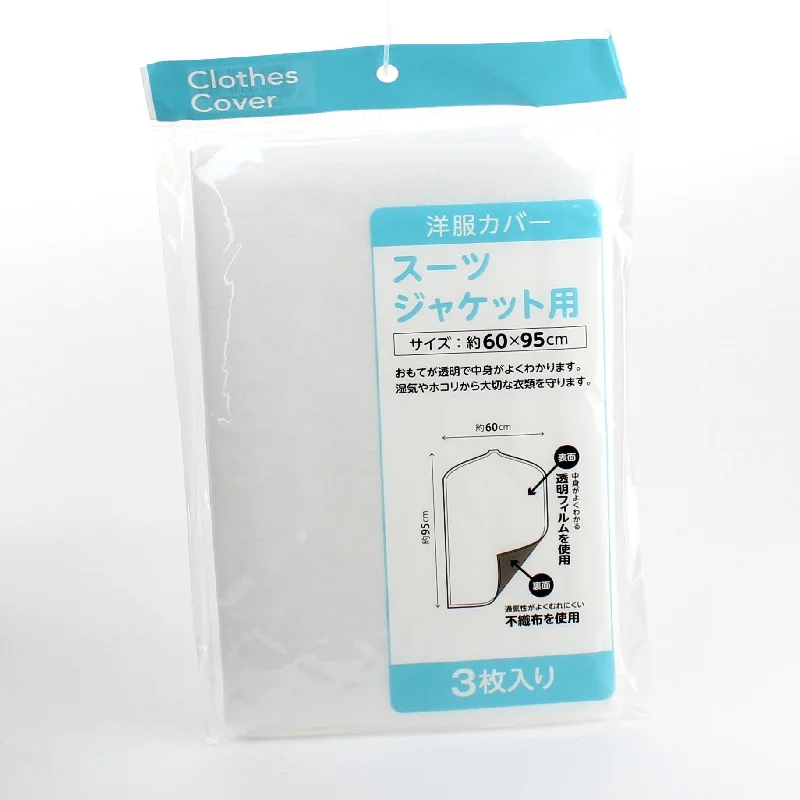 Clothes
Cover
洋服カバー
スーツ
ジャケット用
サイズ：約60×95cm
おもてが透明で中身がよくわかります。
湿気やホコリから大切な衣類を守ります。
約60cm
約95cm
表面
中身がよくわかる
透明フィルムを使用
裏面
通気性がよくむれにくい
不織布を使用
3枚入り